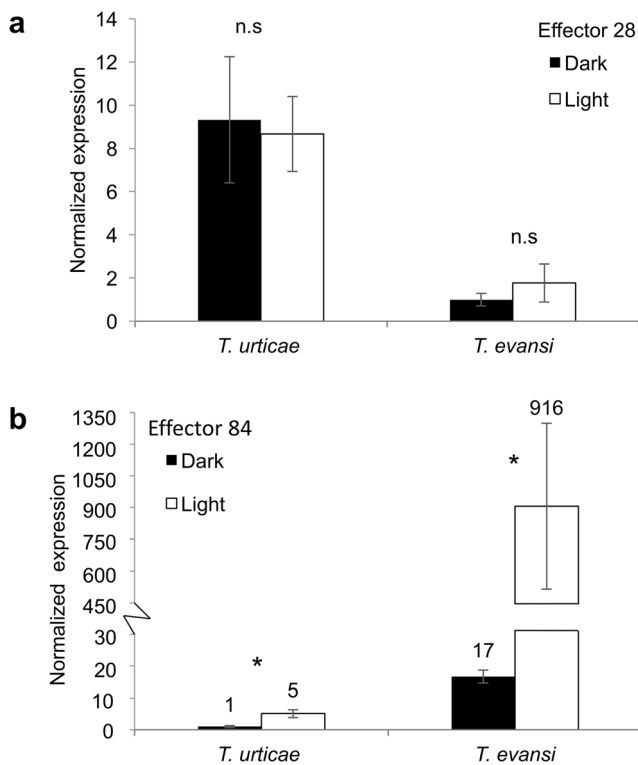 a
Effector 28
Dark
Light
Normalized expression
14
12
10
8
6
4
2
0
n.s
n.s
T. urticae
T. evansi
b
Effector 84
Dark
Light
Normalized expression
1350
1200
1050
900
750
600
450
30
20
10
0
*
1
5
*
17
916
T. urticae
T. evansi